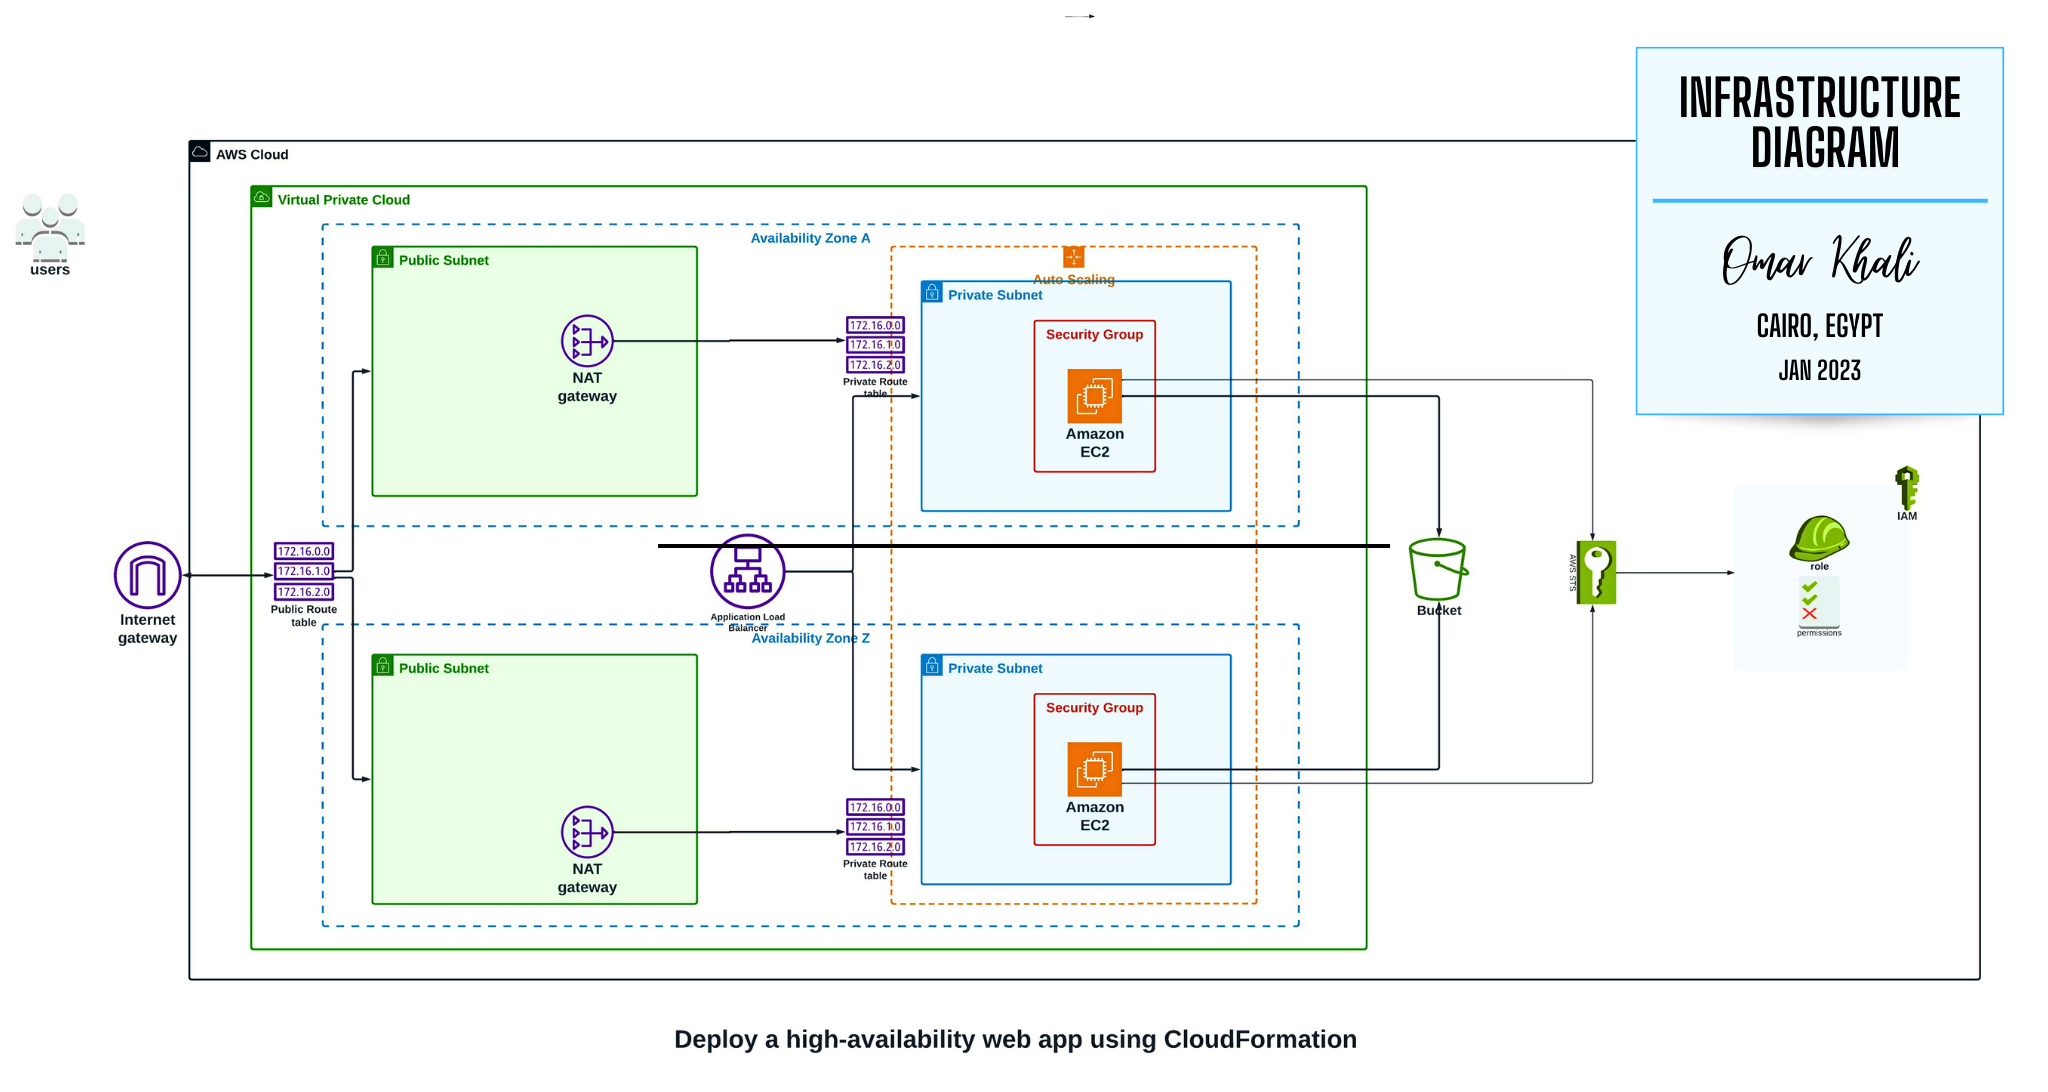 INFRASTRUCTURE
DIAGRAM
Omar Khali
CAIRO, EGYPT
JAN 2023
AWS Cloud
Virtual Private Cloud
users
Availability Zone A
Public Subnet
Auto Scaling
Private Subnet
172.16.0.0
172.16.1.0
172.16.2.0
Private Route
table
Security Group
NAT
gateway
Amazon
EC2
IAM
role
permissions
AWS STS
172.16.0.0
172.16.1.0
172.16.2.0
Public Route
table
Internet
gateway
Application Load
Balancer
Bucket
Availability Zone Z
Public Subnet
Private Subnet
Security Group
Amazon
EC2
172.16.0.0
172.16.1.0
172.16.2.0
Private Route
table
NAT
gateway
Deploy a high-availability web app using CloudFormation